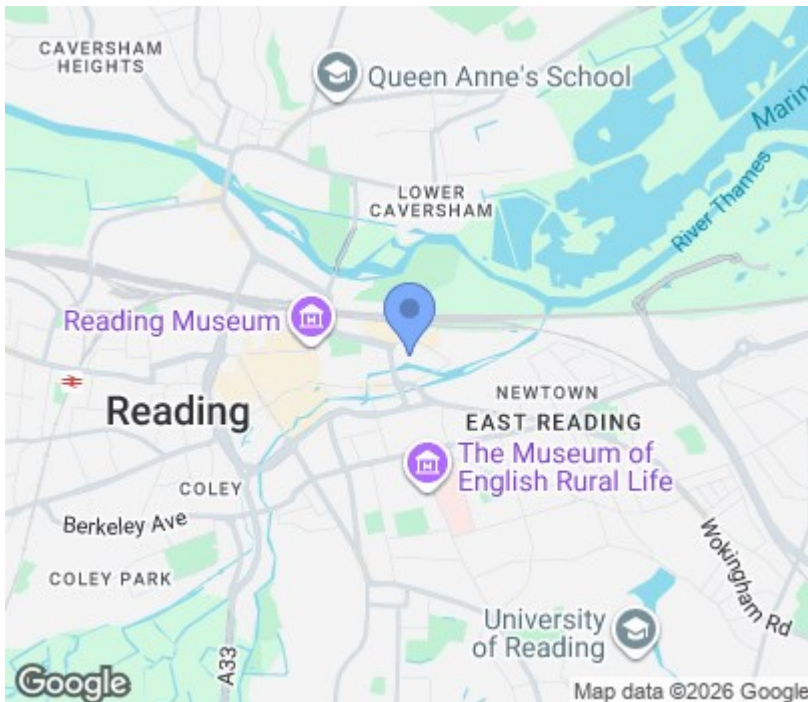 CAVERSHAM
HEIGHTS
Queen Anne's School
Marin
LOWER
CAVERSHAM
River Thames
Reading Museum
Reading
NEWTOWN
EAST READING
The Museum of
English Rural Life
COLEY
Berkeley Ave
Wokingham Rd
COLEY PARK
University
of Reading
A33
Google
Map data ©2026 Google